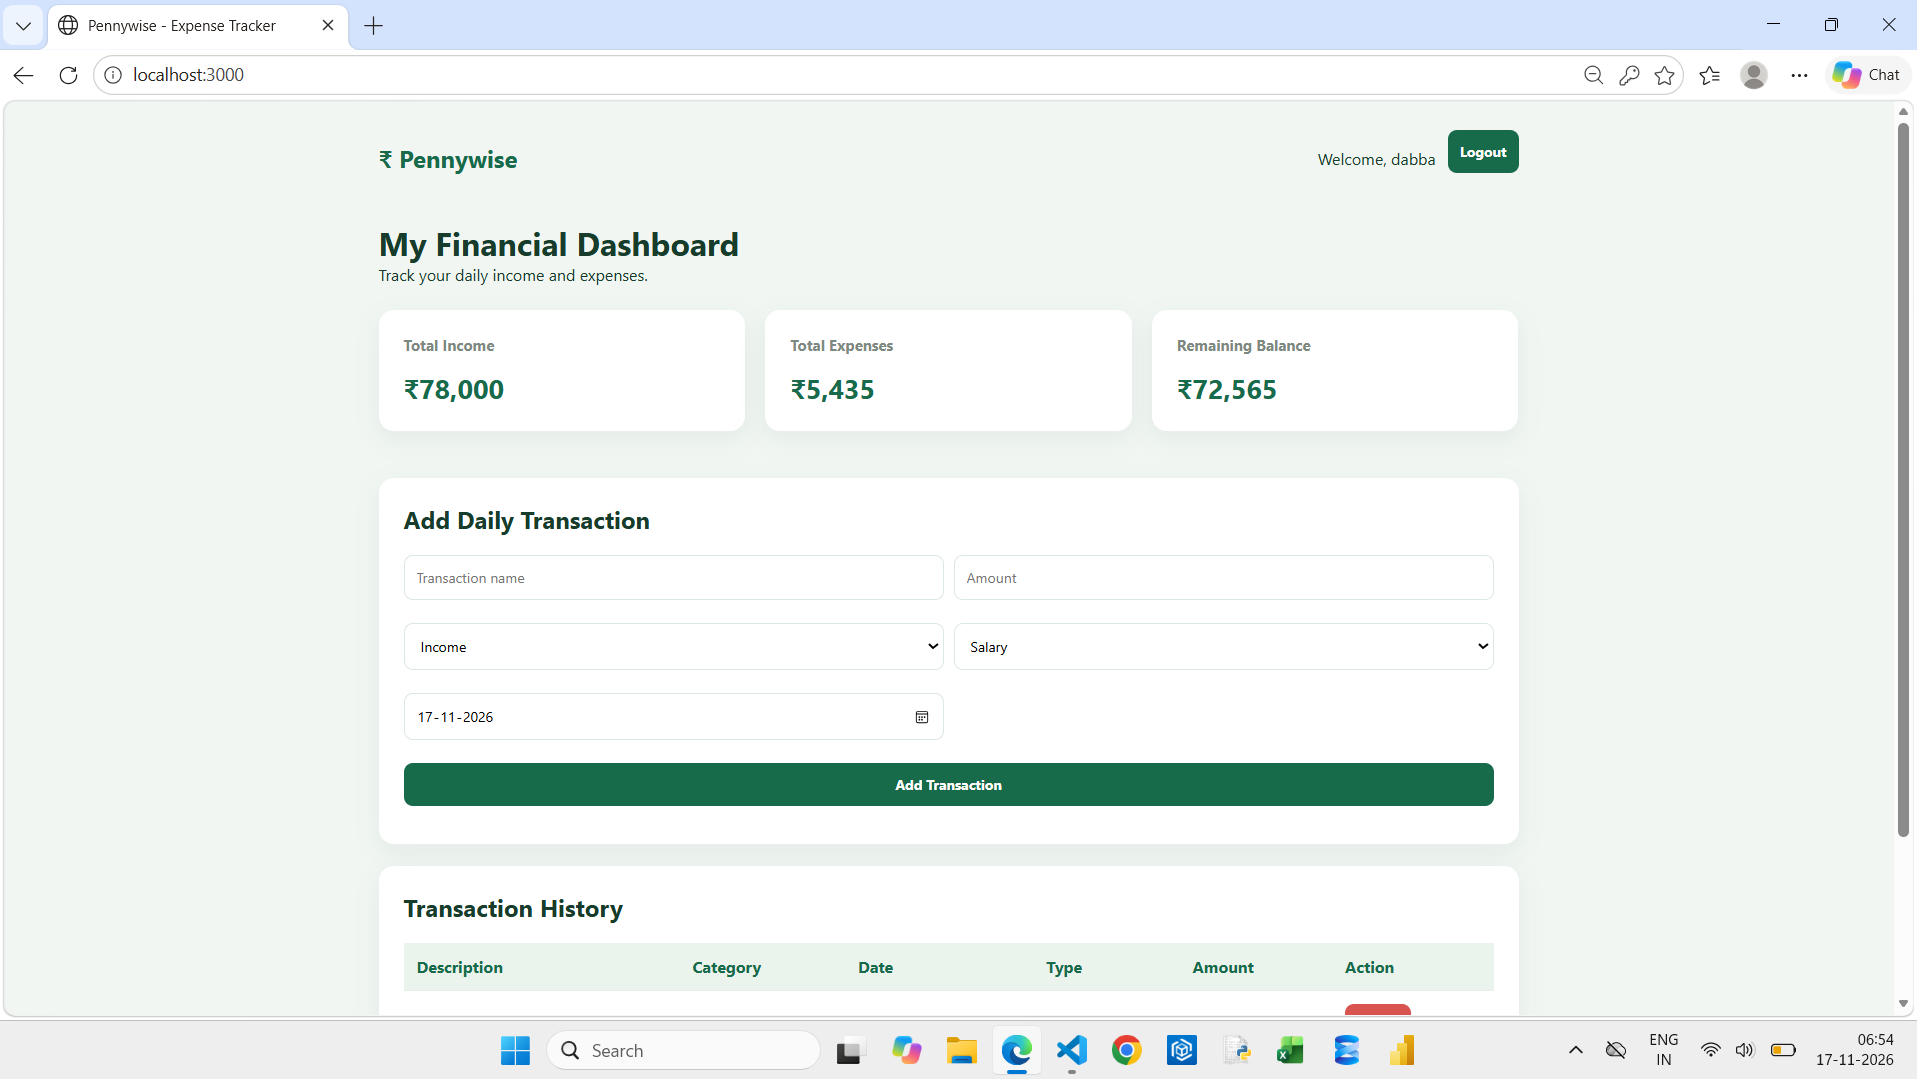 Pennywise - Expense Tracker
localhost:3000
Chat
₹ Pennywise
Welcome, dabba
Logout
My Financial Dashboard
Track your daily income and expenses.
Total Income
₹78,000
Total Expenses
₹5,435
Remaining Balance
₹72,565
Add Daily Transaction
Transaction name
Amount
Income
Salary
17-11-2026
Add Transaction
Transaction History
Description Category Date Type Amount Action
Search
ENG
IN
06:54
17-11-2026